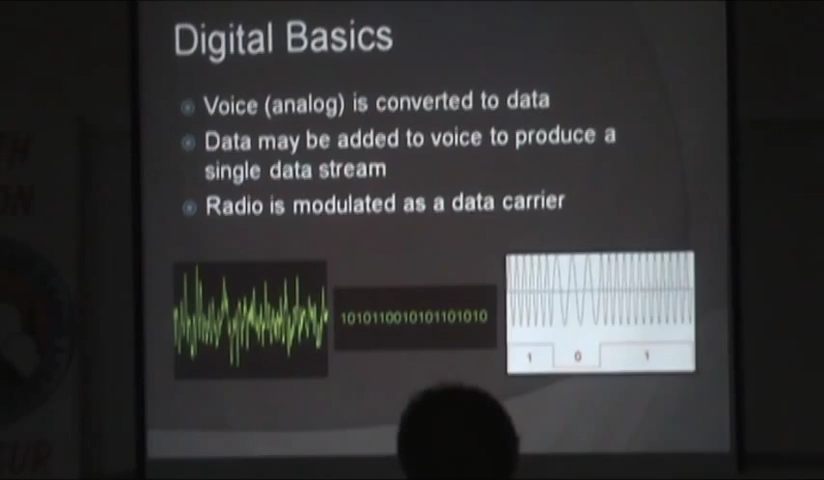 Digital Basics
Voice (analog) is converted to data
Data may be added to voice to produce a
single data stream
Radio is modulated as a data carrier
1010110010101101010
1 0 1